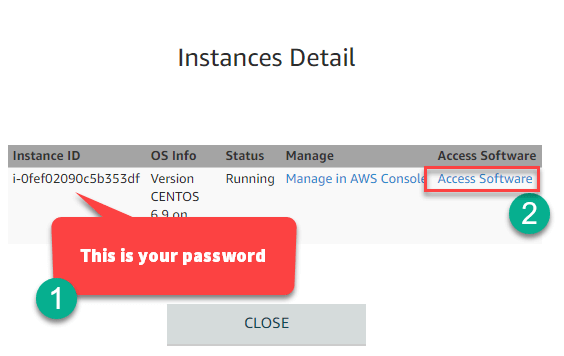 Instances Detail
Instance ID OS Info Status Manage Access Software
i-0fef02090c5b353df Version Running Manage in AWS Console Access Software
CENTOS
6.9 on
2
This is your password
1
CLOSE